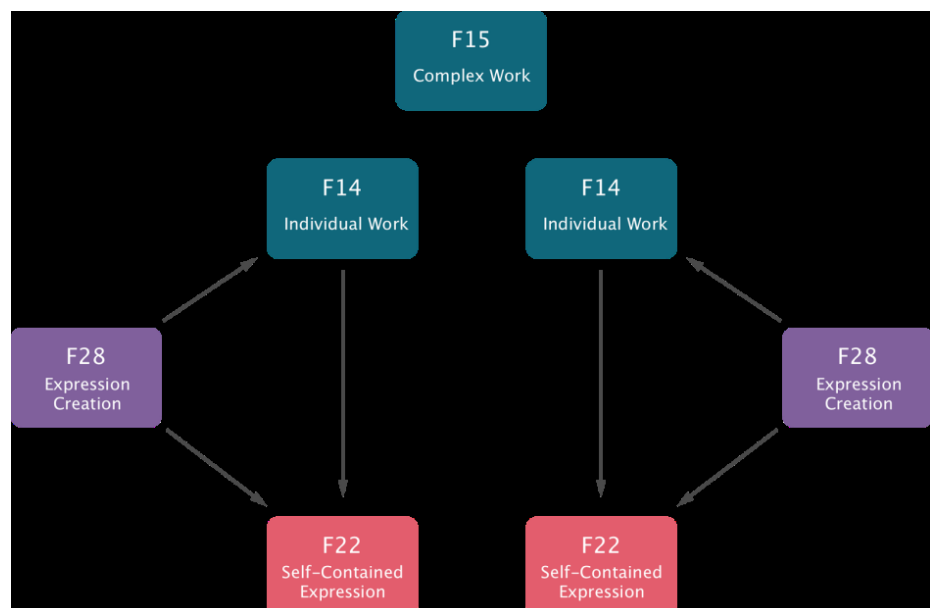 F15
Complex Work
F14
Individual Work
F14
Individual Work
F28
Expression
Creation
F28
Expression
Creation
F22
Self-Contained
Expression
F22
Self-Contained
Expression